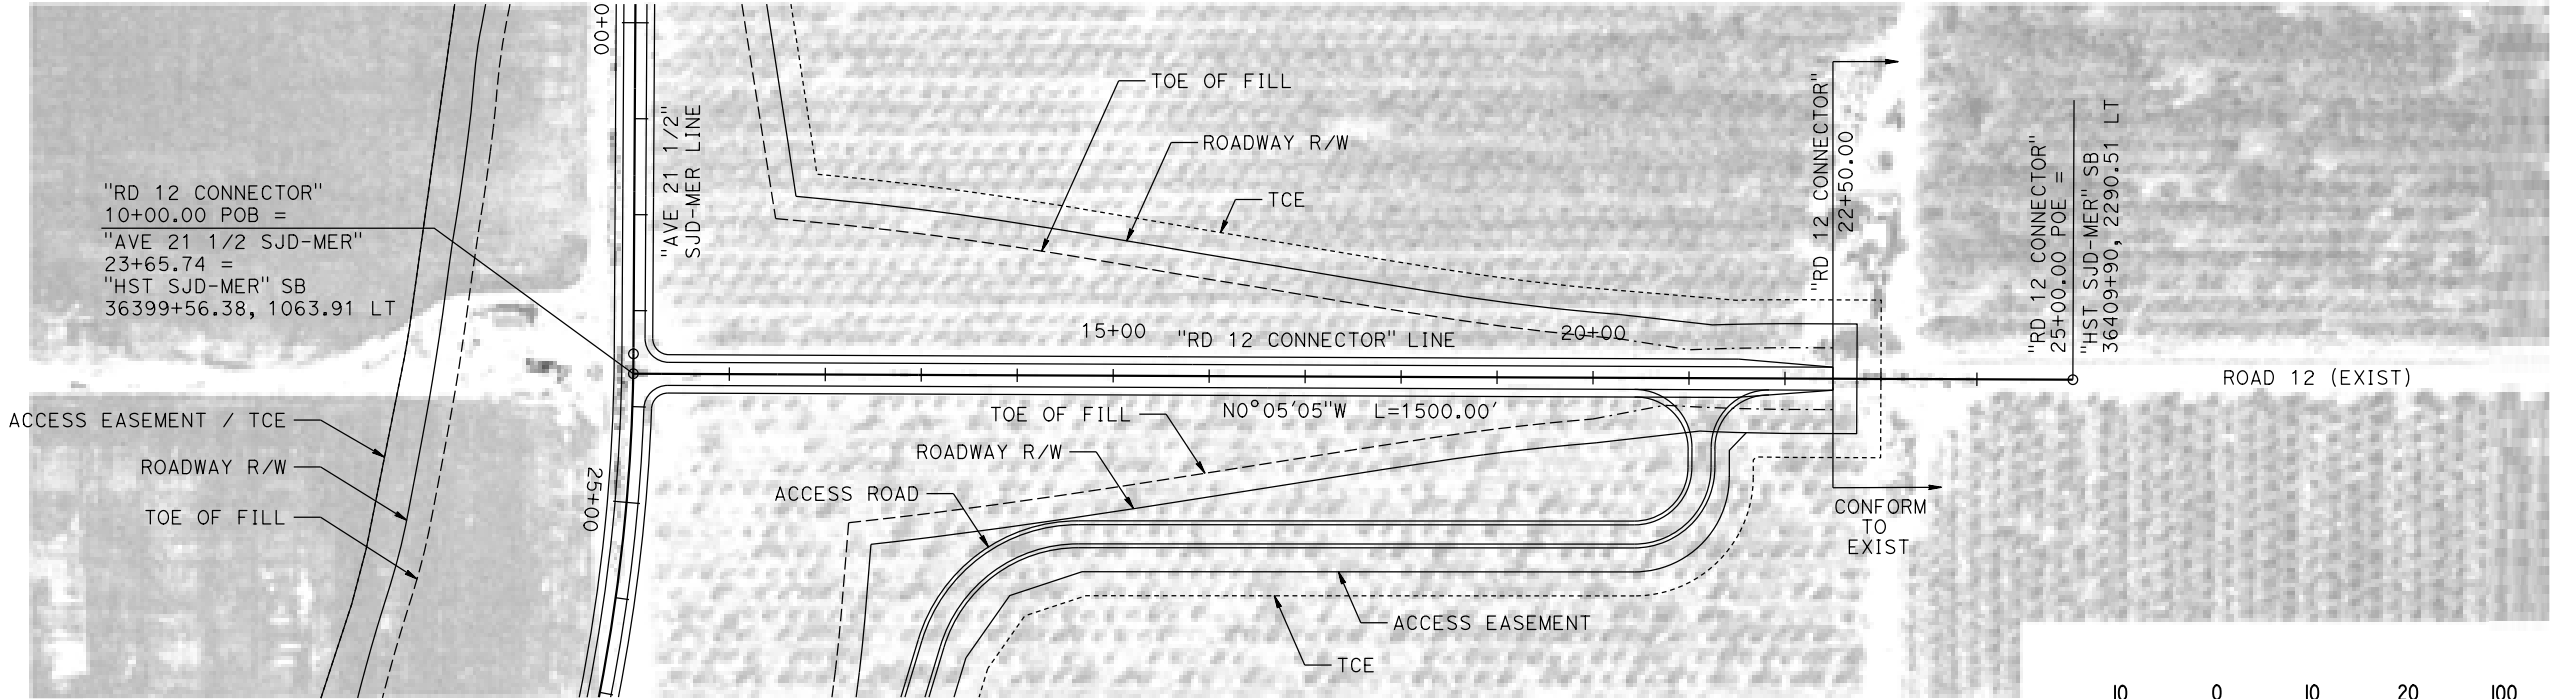 "RD 12 CONNECTOR"
10+00.00 POB =
"AVE 21 1/2 SJD-MER"
23+65.74 =
"HST SJD-MER" SB
36399+56.38, 1063.91 LT
ACCESS EASEMENT / TCE
ROADWAY R/W
TOE OF FILL
0+00
"AVE 21 1/2"
SJD-MER LINE
25+00
TOE OF FILL
ROADWAY R/W
TCE
15+00
"RD 12 CONNECTOR" LINE
20+00
N0°05'05"W L=1500.00'
TOE OF FILL
ROADWAY R/W
ACCESS ROAD
ACCESS EASEMENT
TCE
"RD 12 CONNECTOR"
22+50.00
CONFORM
TO
EXIST
"RD 12 CONNECTOR"
25+00.00 POE =
"HST SJD-MER" SB
36409+90, 2290.51 LT
ROAD 12 (EXIST)
10 0 10 20 100